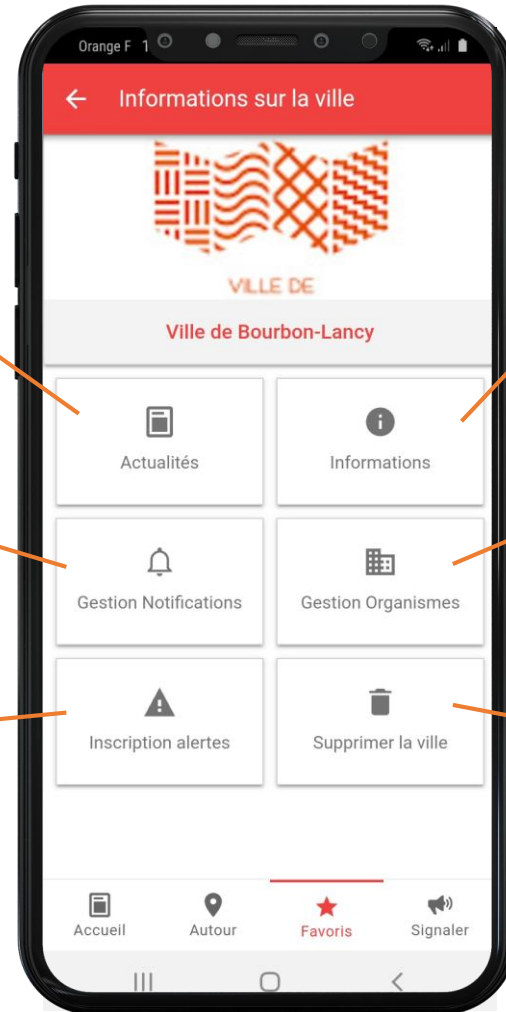 Orange F 1
Informations sur la ville
VILLE DE
Ville de Bourbon-Lancy
Actualités
Informations
Gestion Notifications
Gestion Organismes
Inscription alertes
Supprimer la ville
Accueil
Autour
Favoris
Signaler